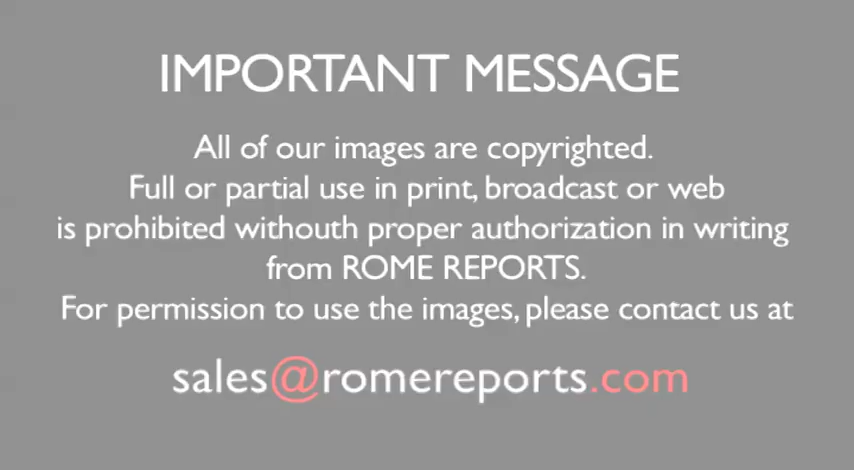 IMPORTANT MESSAGE
All of our images are copyrighted.
Full or partial use in print, broadcast or web
is prohibited withouth proper authorization in writing
from ROME REPORTS.
For permission to use the images, please contact us at
sales@romereports.com